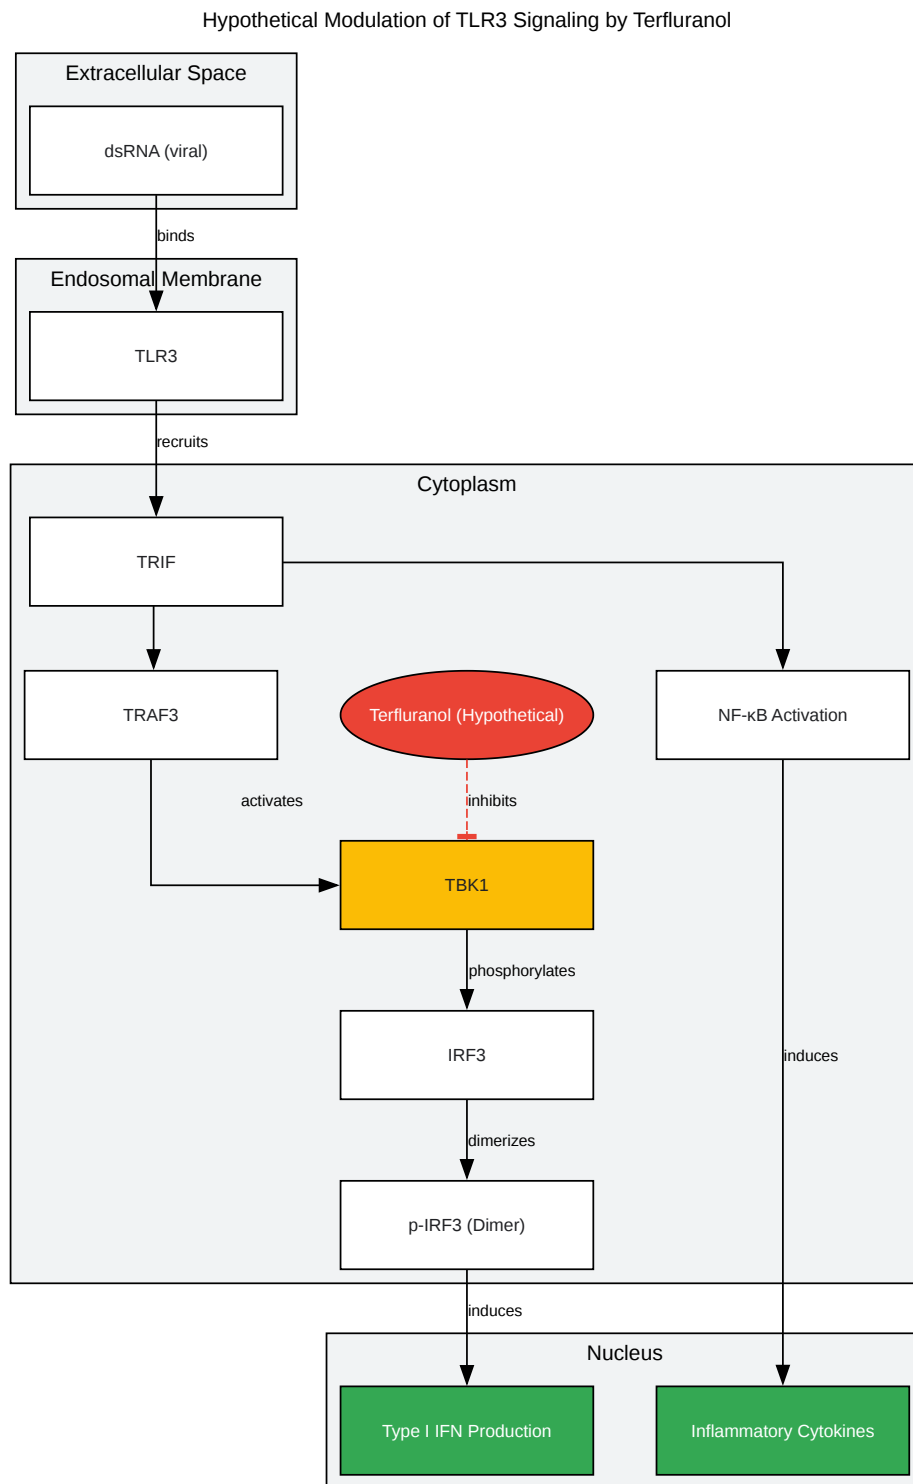 Hypothetical Modulation of TLR3 Signaling by Terfluranol
Extracellular Space
dsRNA (viral)
binds
Endosomal Membrane
TLR3
recruits
Cytoplasm
TRIF
TRAF3
Terfluranol (Hypothetical)
NF-κB Activation
activates
inhibits
TBK1
phosphorylates
IRF3
induces
dimerizes
p-IRF3 (Dimer)
induces
Nucleus
Type I IFN Production
Inflammatory Cytokines